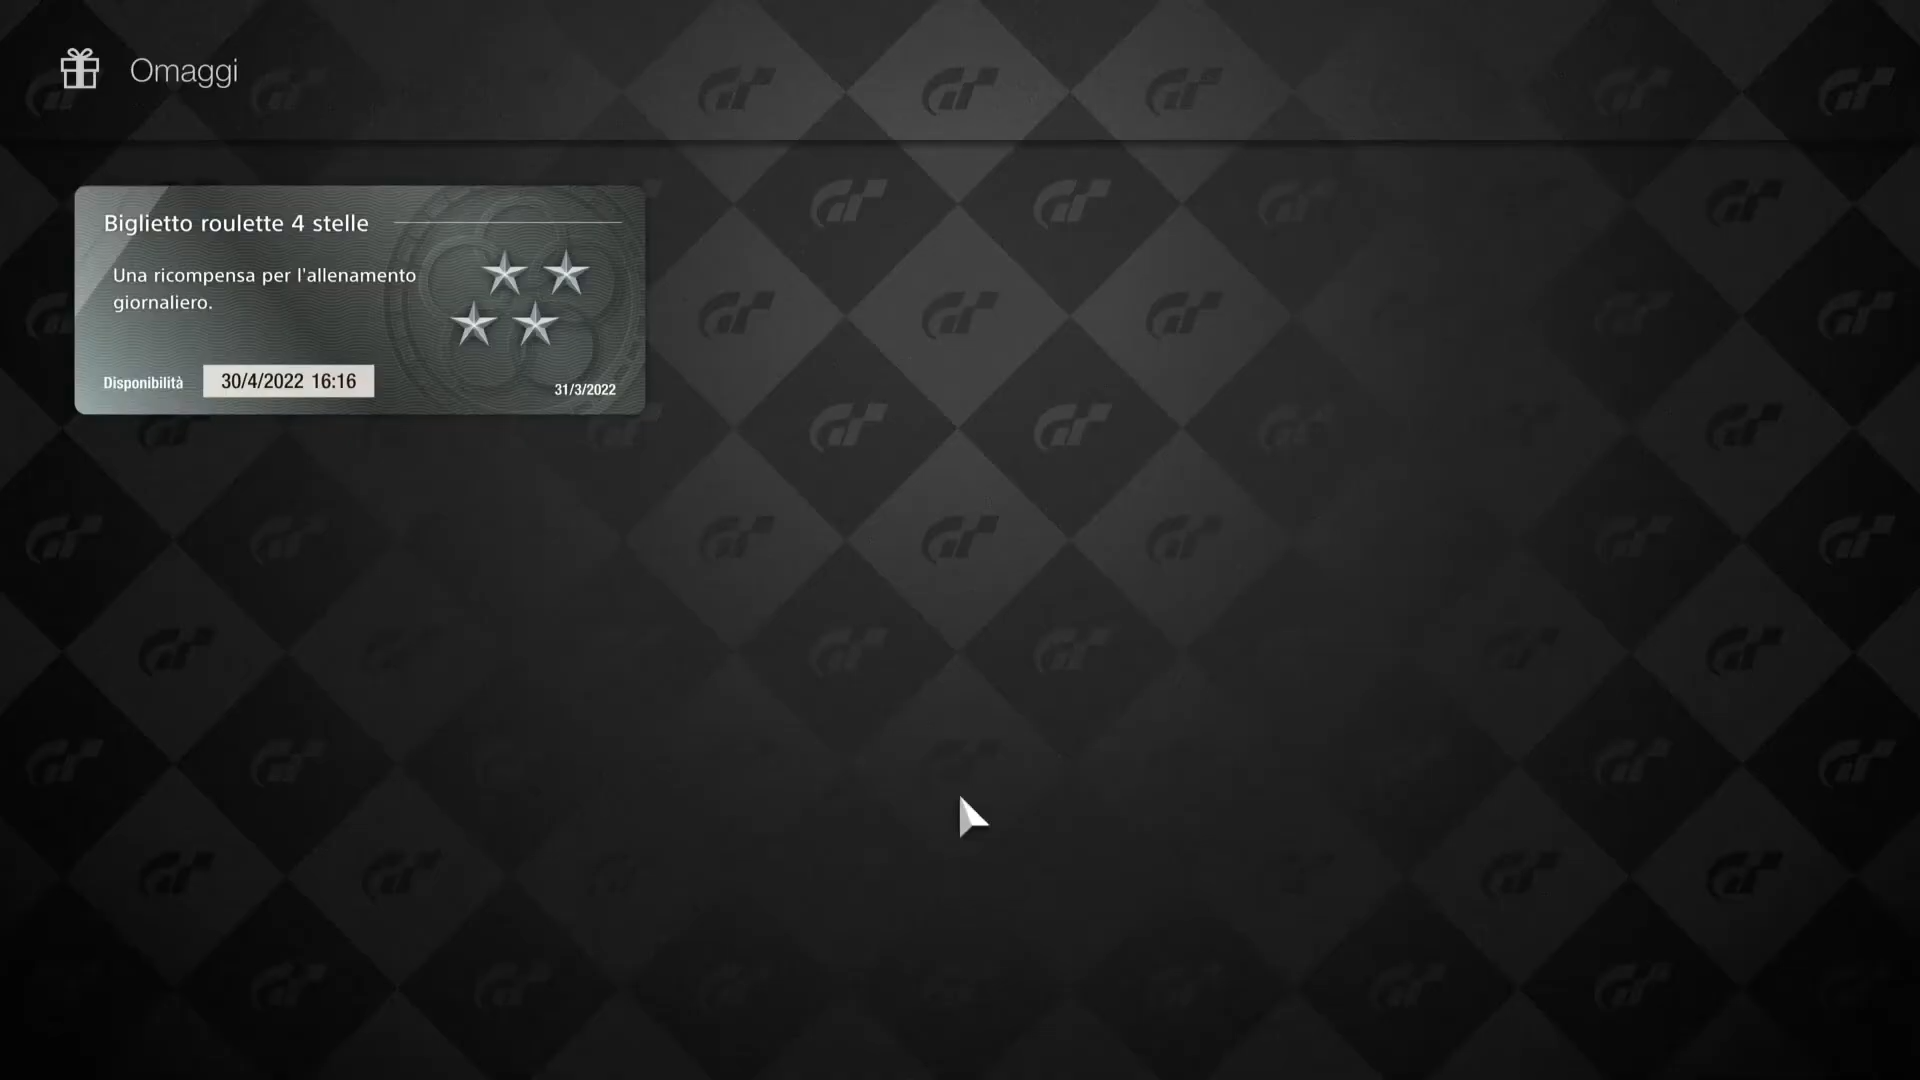 Omaggi
Biglietto roulette 4 stelle
Una ricompensa per l'allenamento
giornaliero.
Disponibilità 30/4/2022 16:16
31/3/2022